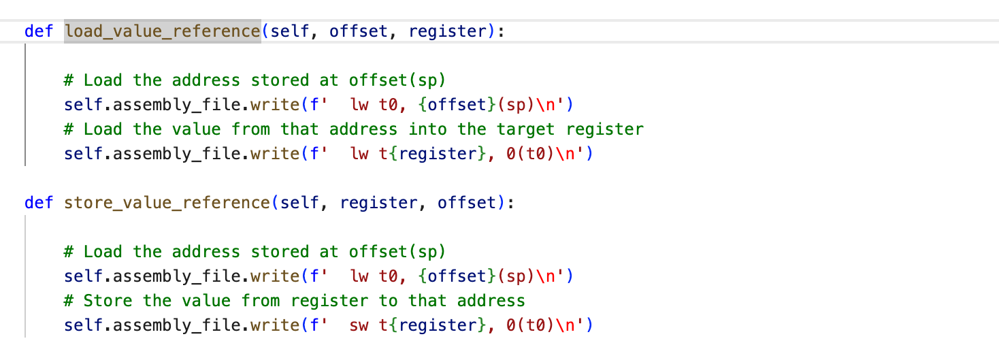 def load_value_reference(self, offset, register):
# Load the address stored at offset(sp)
self.assembly_file.write(f'  lw t0, {offset}(sp)\n')
# Load the value from that address into the target register
self.assembly_file.write(f'  lw t{register}, 0(t0)\n')
def store_value_reference(self, register, offset):
# Load the address stored at offset(sp)
self.assembly_file.write(f'  lw t0, {offset}(sp)\n')
# Store the value from register to that address
self.assembly_file.write(f'  sw t{register}, 0(t0)\n')